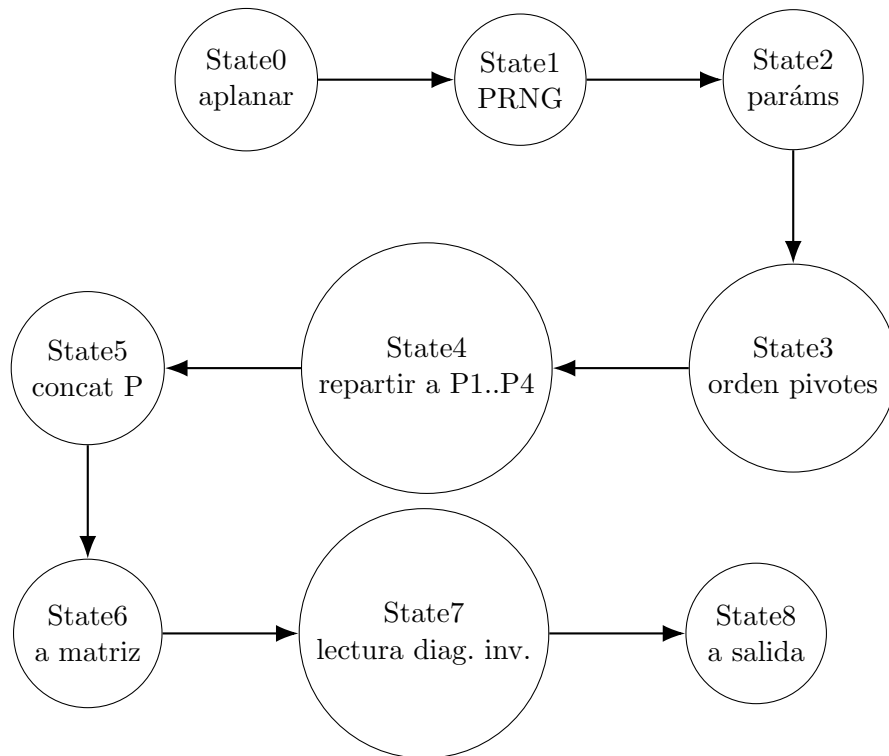 State0
aplanar
State1
PRNG
State2
paráms
State3
orden pivotes
State4
repartir a P1..P4
State5
concat P
State6
a matriz
State7
lectura diag. inv.
State8
a salida